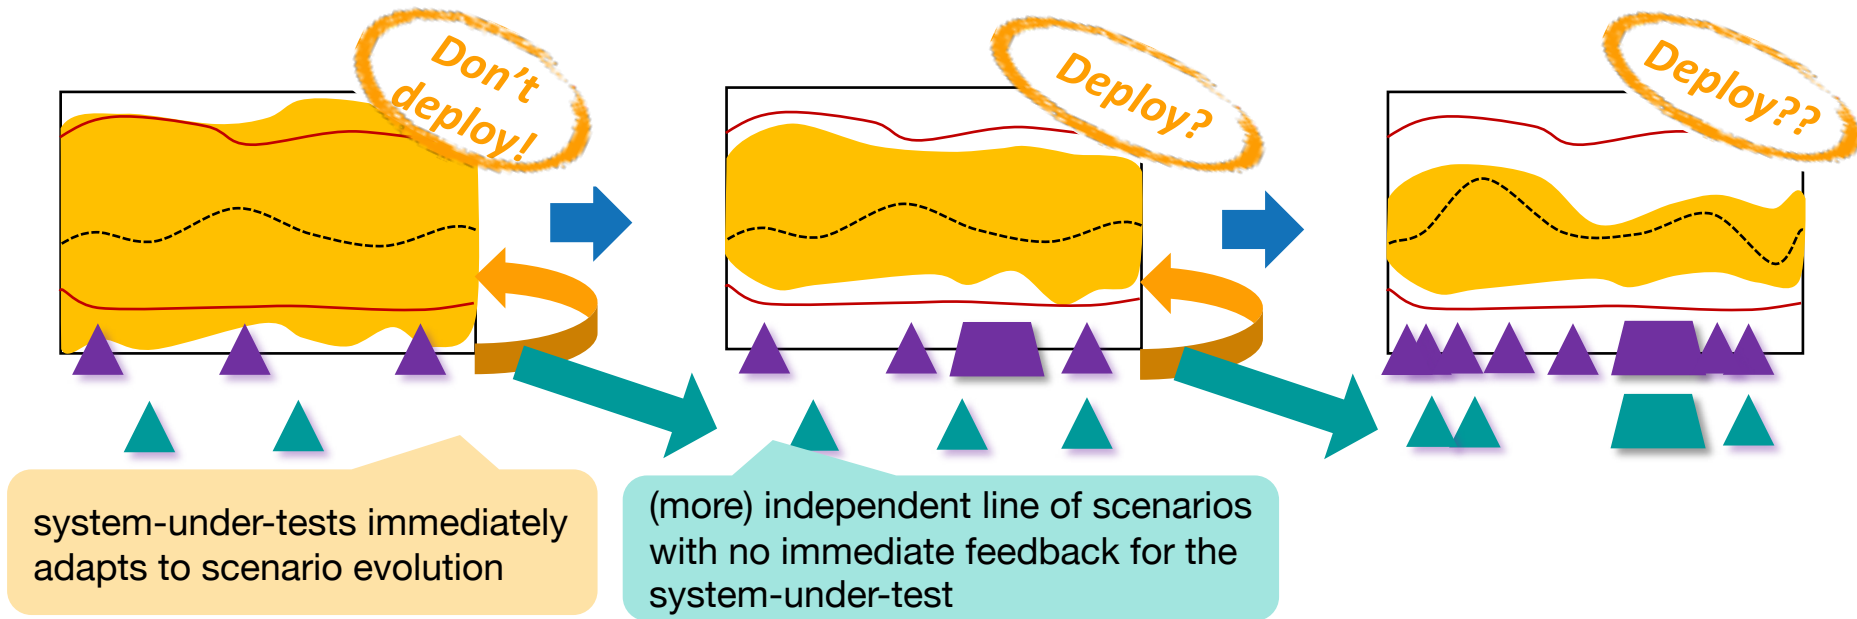 Don't
deploy!
Deploy?
Deploy??
system-under-tests immediately
adapts to scenario evolution
(more) independent line of scenarios
with no immediate feedback for the
system-under-test